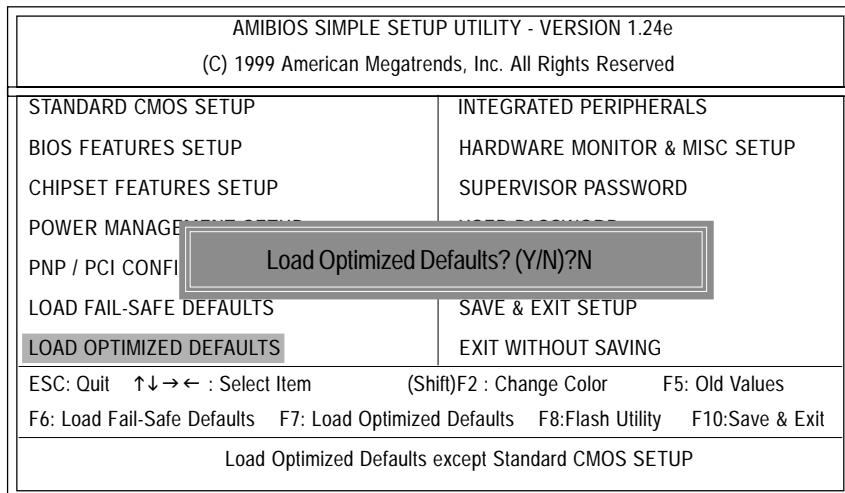 AMIBIOS SIMPLE SETUP UTILITY - VERSION 1.24e
(C) 1999 American Megatrends, Inc. All Rights Reserved
STANDARD CMOS SETUP
BIOS FEATURES SETUP
CHIPSET FEATURES SETUP
POWER MANAGEMENT SETUP
PNP / PCI CONFI
LOAD FAIL-SAFE DEFAULTS
LOAD OPTIMIZED DEFAULTS
INTEGRATED PERIPHERALS
HARDWARE MONITOR & MISC SETUP
SUPERVISOR PASSWORD
USER PASSWORD
SAVE & EXIT SETUP
EXIT WITHOUT SAVING
Load Optimized Defaults? (Y/N)?N
ESC: Quit ↑↓→← : Select Item (Shift)F2 : Change Color F5: Old Values
F6: Load Fail-Safe Defaults F7: Load Optimized Defaults F8:Flash Utility F10:Save & Exit
Load Optimized Defaults except Standard CMOS SETUP